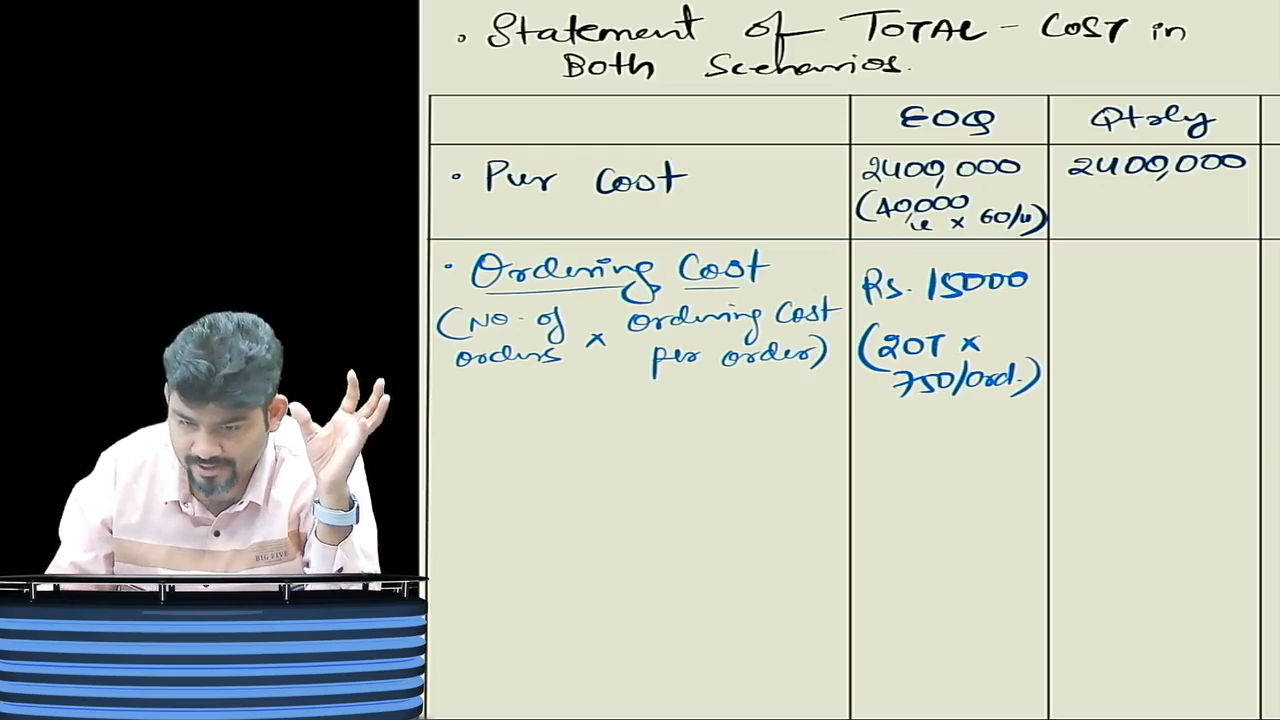 . Statement of TOTAL - COST in
Both Scenarios.
EOQ
Qtrly
. Pur Cost
2400,000
(40,000
u x 60/u)
2400,000
. Ordering Cost
(No. of orders x ordering Cost per order)
Rs. 15000
(20T x
750/Ord.)
BIG FIVE